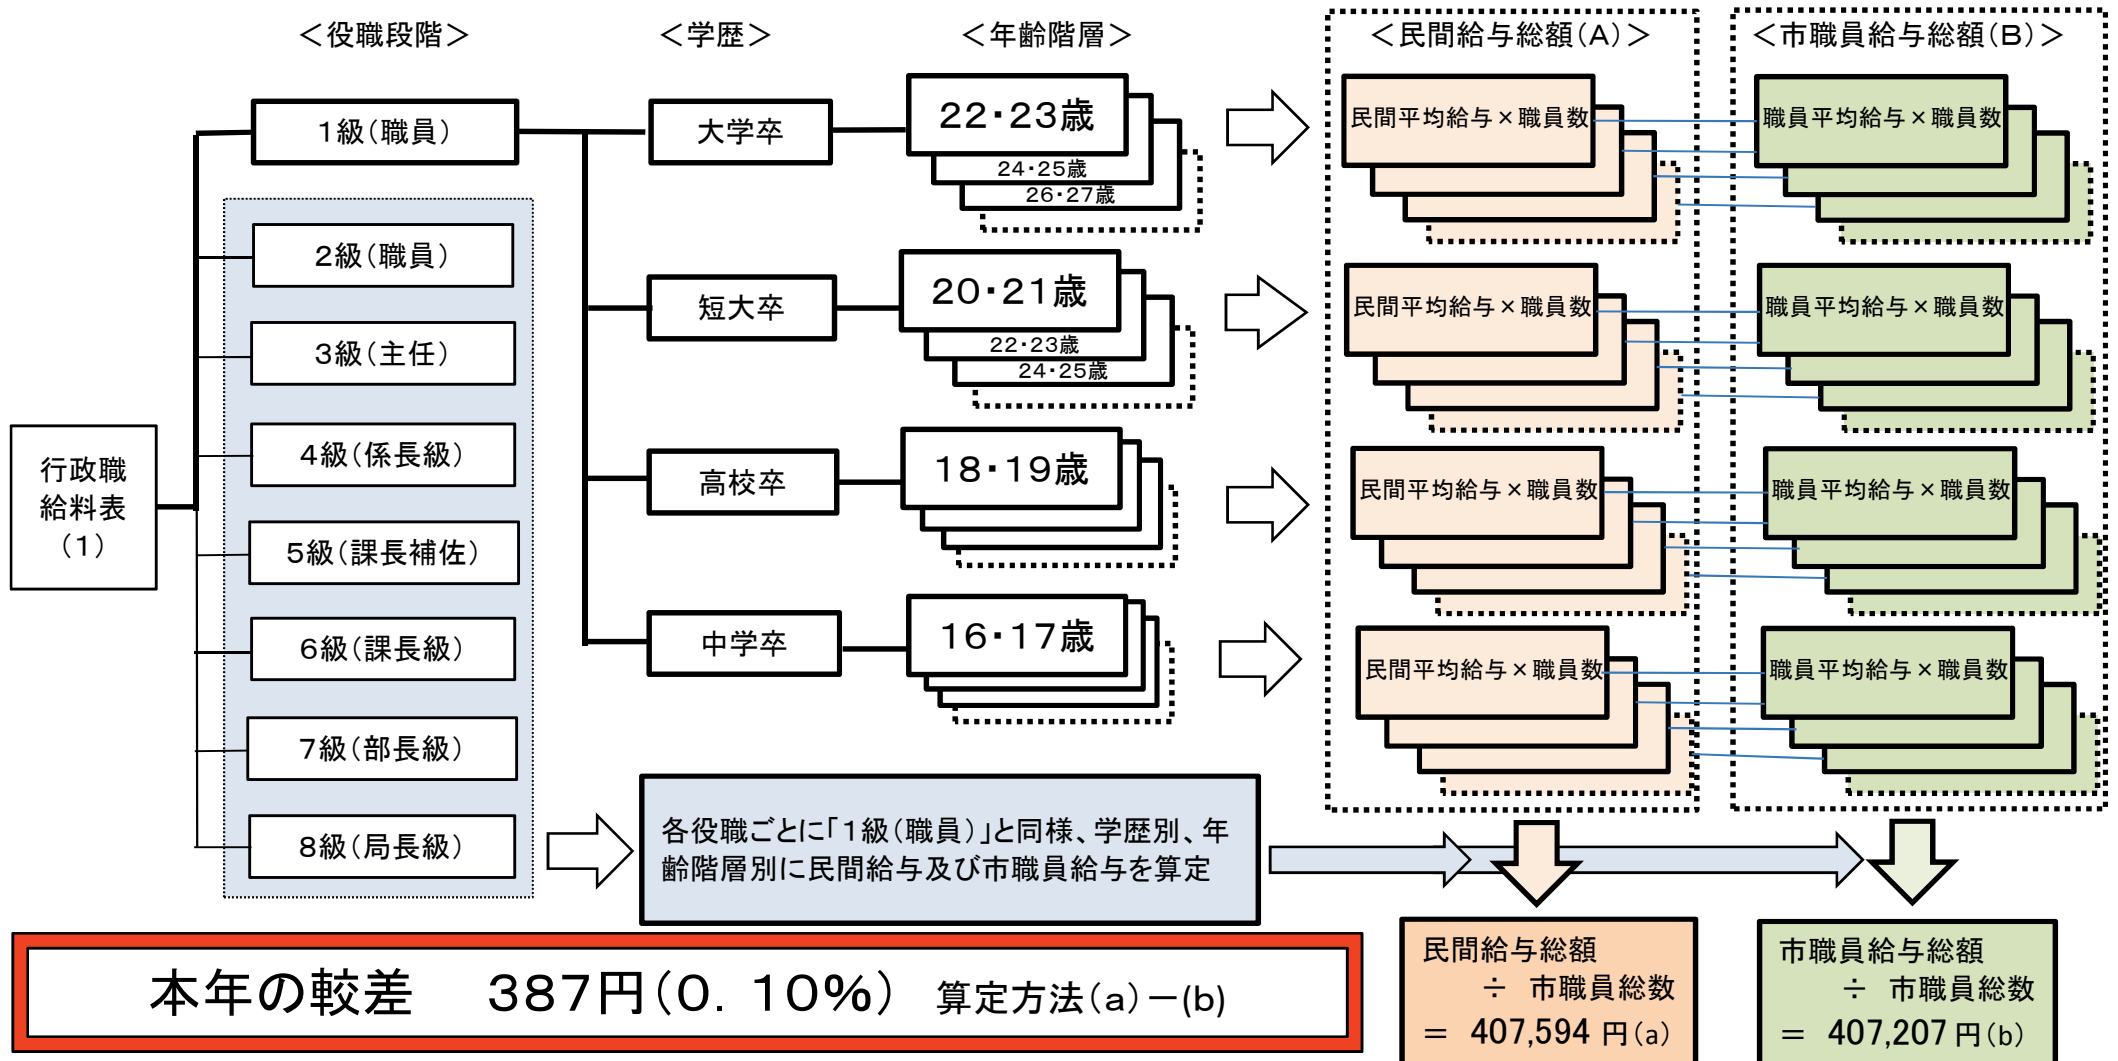 ＜役職段階＞
＜学歴＞
＜年齢階層＞
＜民間給与総額（A）＞
＜市職員給与総額（B）＞
行政職
給料表
（１）
１級（職員）
２級（職員）
３級（主任）
４級（係長級）
５級（課長補佐）
６級（課長級）
７級（部長級）
８級（局長級）
大学卒
２２・２３歳
２４・２５歳
２６・２７歳
民間平均給与×職員数
職員平均給与×職員数
短大卒
２０・２１歳
２２・２３歳
２４・２５歳
民間平均給与×職員数
職員平均給与×職員数
高校卒
１８・１９歳
民間平均給与×職員数
職員平均給与×職員数
中学卒
１６・１７歳
民間平均給与×職員数
職員平均給与×職員数
各役職ごとに「１級（職員）」と同様、学歴別、年
齢階層別に民間給与及び市職員給与を算定
本年の較差　３８７円（０．１０％）　算定方法（a）－(b)
民間給与総額
÷ 市職員総数
＝ 407,594 円（a）
市職員給与総額
÷ 市職員総数
＝ 407,207円（b）